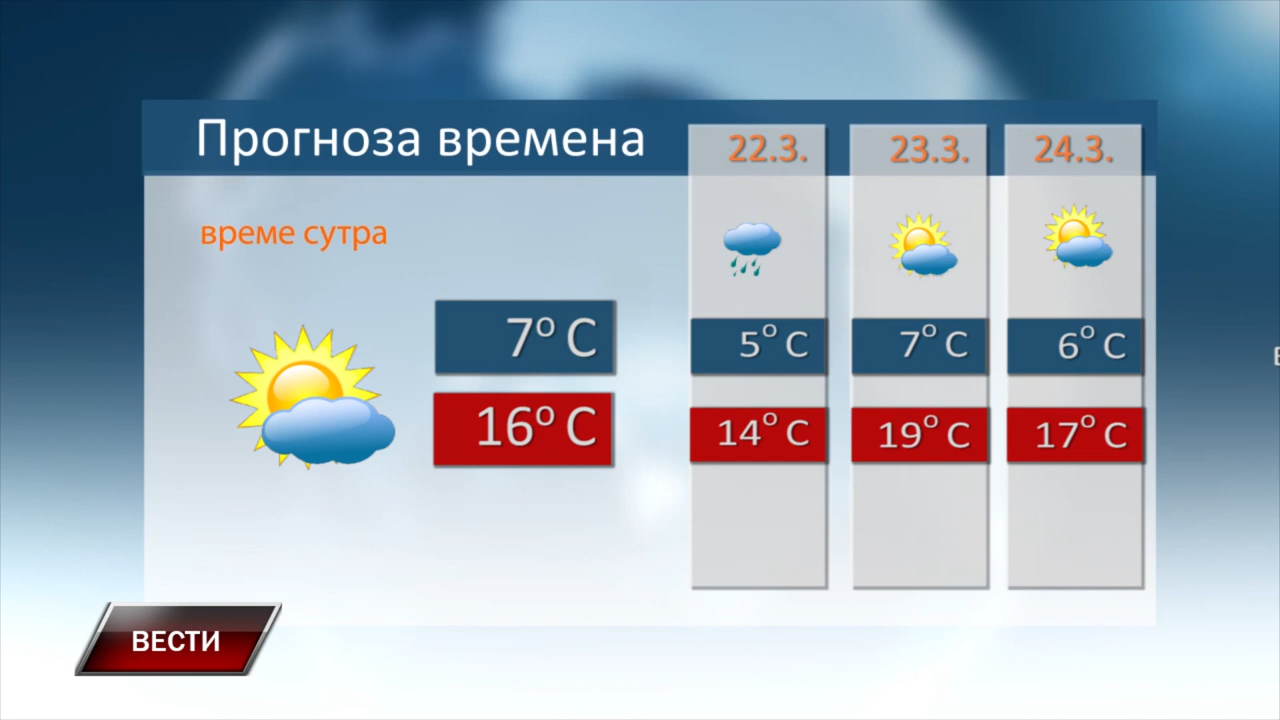 Прогноза времена
време сутра
7° C
16° C
22.3.
5° C
14° C
23.3.
7° C
19° C
24.3.
6° C
17° C
ВЕСТИ